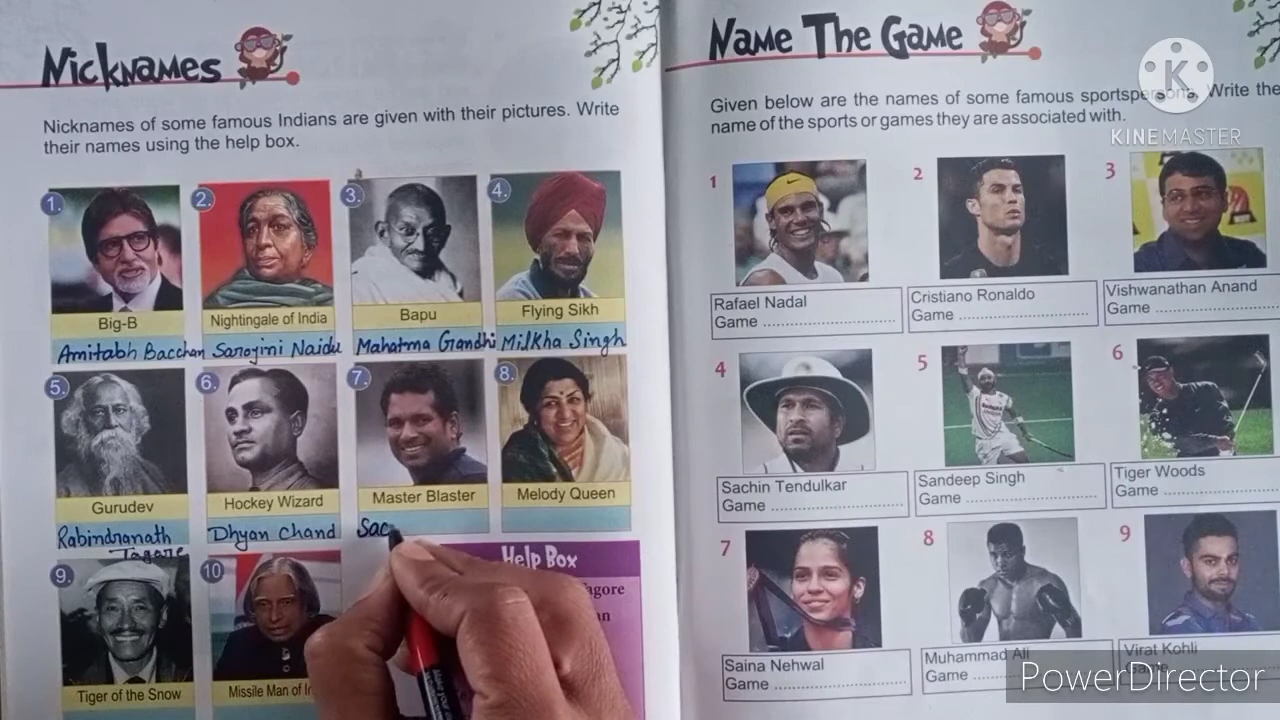 Nicknames
Nicknames of some famous Indians are given with their pictures. Write
their names using the help box.
1.
2.
3.
4.
Big-B
Nightingale of India
Bapu
Flying Sikh
Amitabh Bacchan
Sarojini Naidu
Mahatma Gandhi
Milkha Singh
5.
6.
7.
8.
Gurudev
Hockey Wizard
Master Blaster
Melody Queen
Rabindranath
Tagore
Dhyan Chand
Sac
9.
10
Tiger of the Snow
Missile Man of
Help Box
Name The Game
Given below are the names of some famous sportspersons. Write the
name of the sports or games they are associated with.
1
2
3
Rafael Nadal
Game
Cristiano Ronaldo
Game
Vishwanathan Anand
Game
4
5
6
Sachin Tendulkar
Game
Sandeep Singh
Game
Tiger Woods
Game
7
8
9
Saina Nehwal
Game
Muhammad Ali
Game
Virat Kohli
Game
K
KINEMASTER
PowerDirector